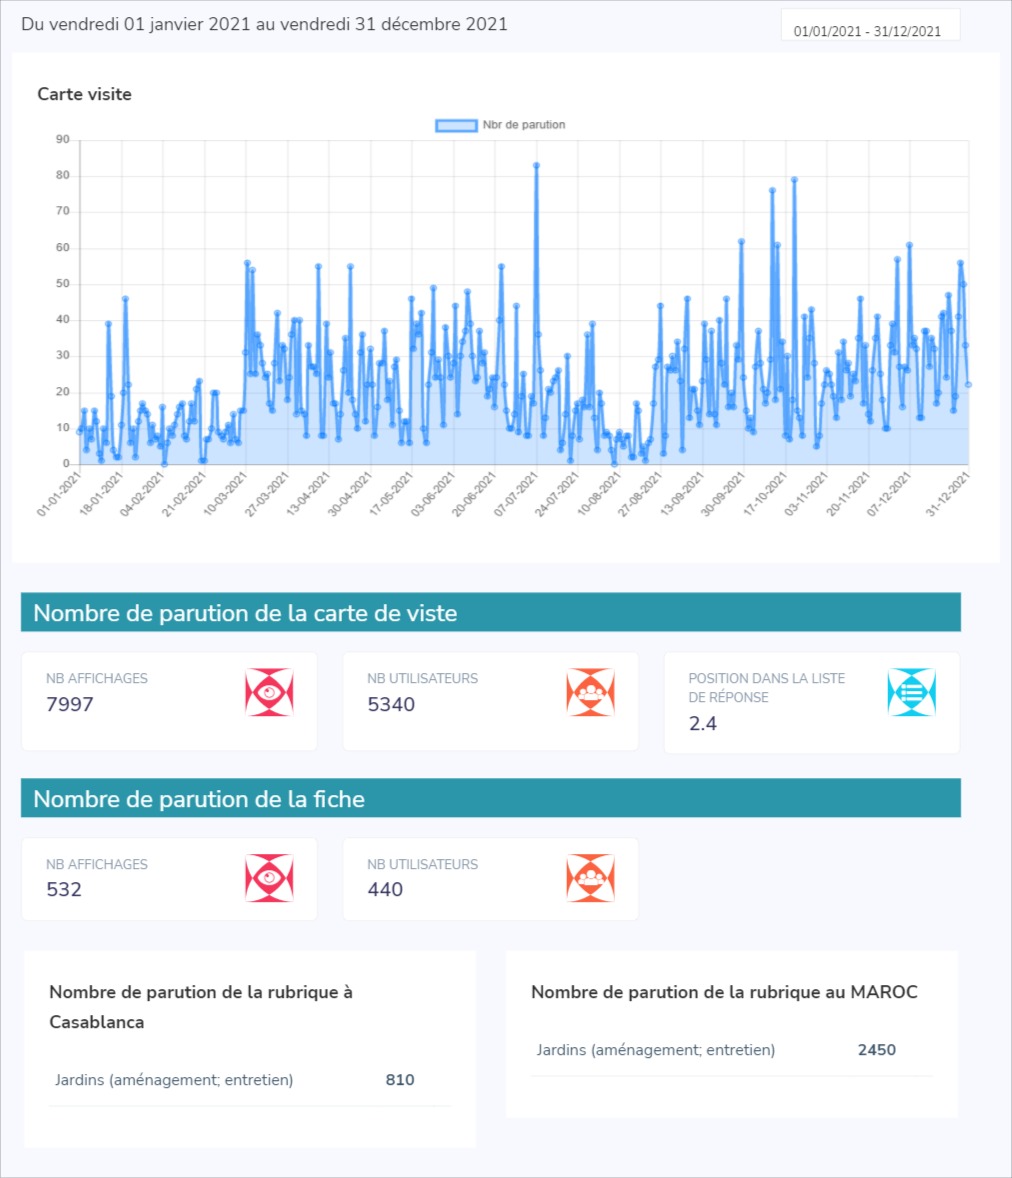 Du vendredi 01 janvier 2021 au vendredi 31 décembre 2021
01/01/2021 - 31/12/2021
Carte visite
Nbr de parution
90
80
70
60
50
40
30
20
10
0
01-01-2021
18-01-2021
04-02-2021
21-02-2021
10-03-2021
27-03-2021
13-04-2021
30-04-2021
17-05-2021
03-06-2021
20-06-2021
07-07-2021
24-07-2021
10-08-2021
27-08-2021
13-09-2021
30-09-2021
17-10-2021
03-11-2021
20-11-2021
07-12-2021
31-12-2021
Nombre de parution de la carte de viste
NB AFFICHAGES
7997
NB UTILISATEURS
5340
POSITION DANS LA LISTE
DE RÉPONSE
2.4
Nombre de parution de la fiche
NB AFFICHAGES
532
NB UTILISATEURS
440
Nombre de parution de la rubrique à
Casablanca
Jardins (aménagement; entretien) 810
Nombre de parution de la rubrique au MAROC
Jardins (aménagement; entretien) 2450